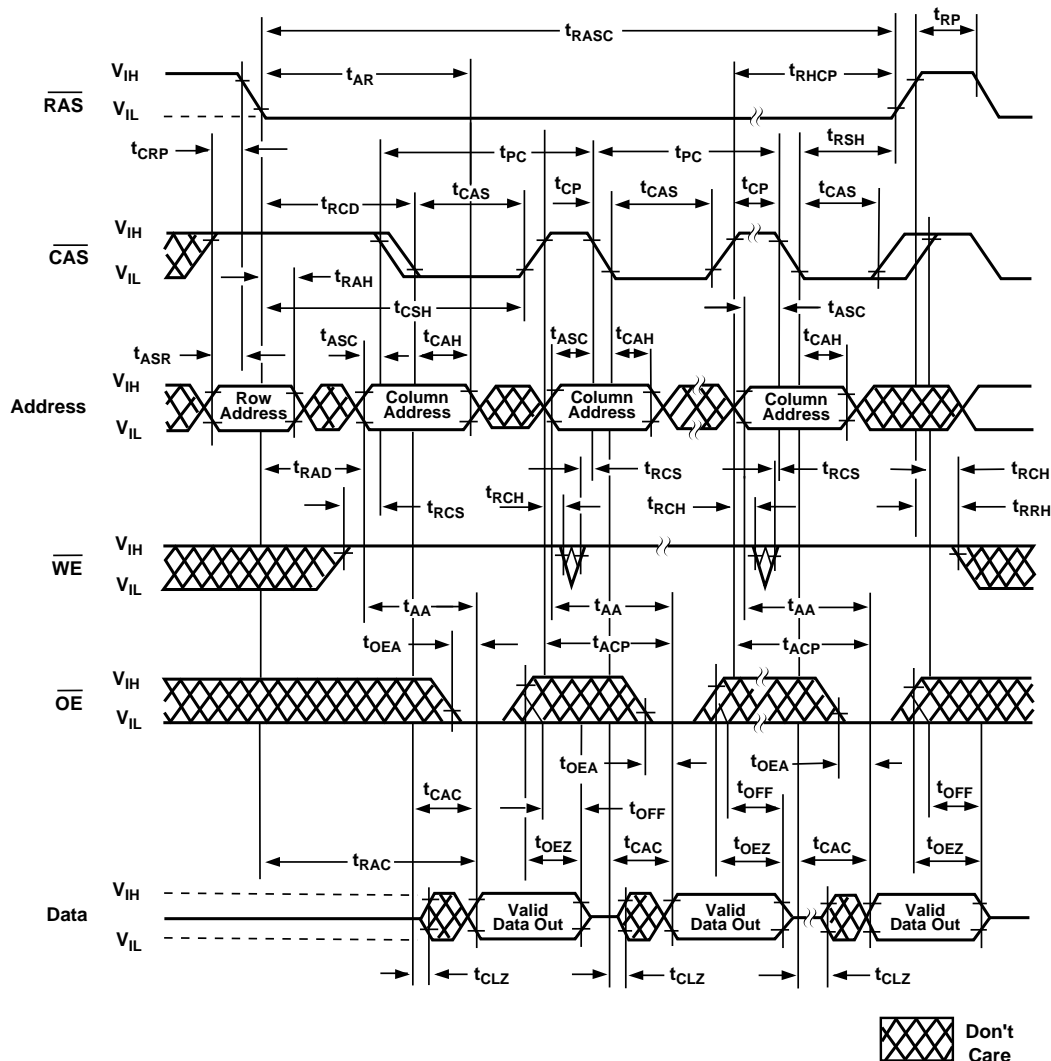 tRASC tRP
tAR tRHCP
VIH
RAS
VIL
tCRP tRSH
tPC tPC
tRCD tCAS tCP tCAS tCP tCAS
VIH
CAS
VIL
tRAH
tCSH
tASC
tASR tASC tCAH tASC tCAH tCAH
VIH
Address
VIL
Row
Address
Column
Address
Column
Address
Column
Address
tRAD tRCS tRCS tRCH
tRCS tRCH tRCH tRRH
VIH
WE
VIL
tAA tAA tAA
tOEA tACP tACP
VIH
OE
VIL
tOEA tOEA
tCAC tOFF tOFF tOFF
tRAC tOEZ tCAC tOEZ tCAC tOEZ
VIH
Data
VIL
Valid
Data Out
Valid
Data Out
Valid
Data Out
tCLZ tCLZ tCLZ
Don't
Care